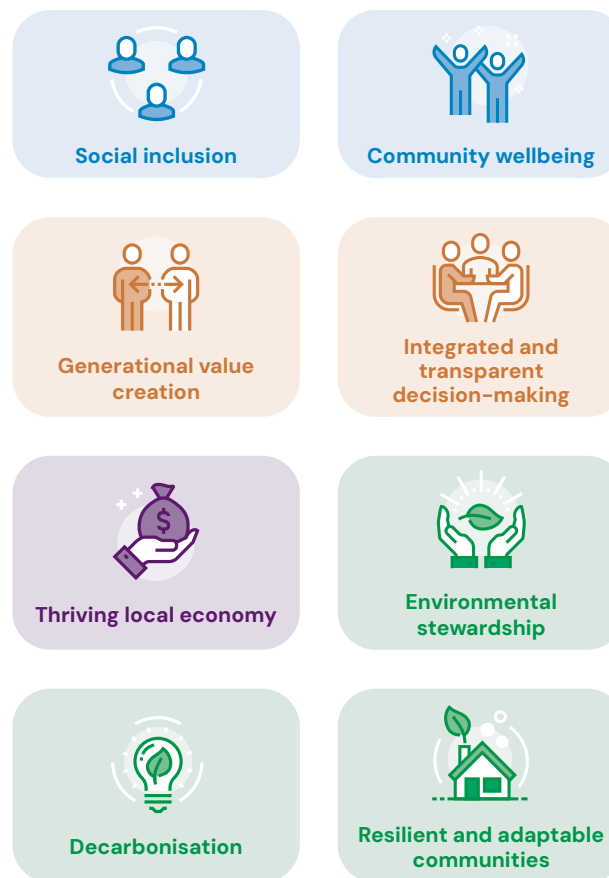 Social inclusion
Community wellbeing
Generational value
creation
Integrated and
transparent
decision-making
$
Thriving local economy
Environmental
stewardship
Decarbonisation
Resilient and adaptable
communities